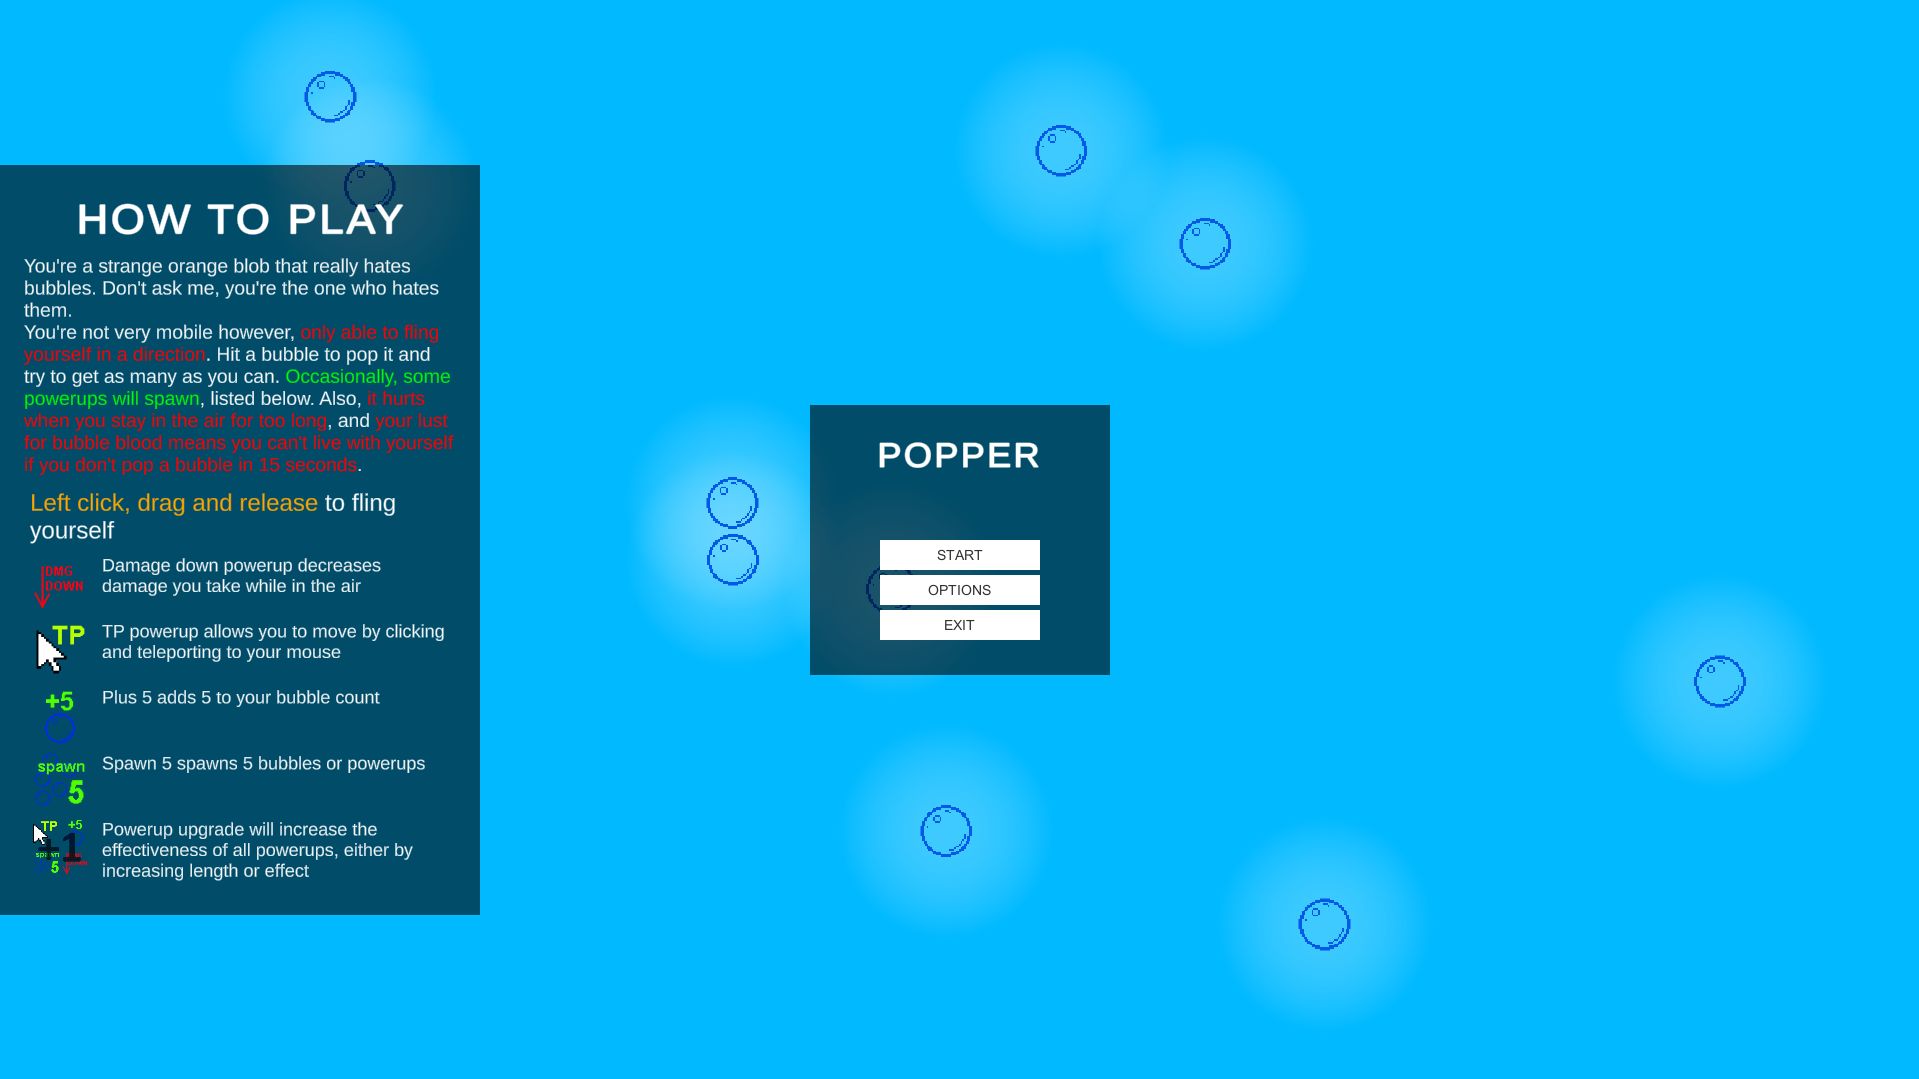 HOW TO PLAY
You're a strange orange blob that really hates
bubbles. Don't ask me, you're the one who hates
them.
You're not very mobile however, only able to fling
yourself in a direction. Hit a bubble to pop it and
try to get as many as you can. Occasionally, some
powerups will spawn, listed below. Also, it hurts
when you stay in the air for too long, and your lust
for bubble blood means you can't live with yourself
if you don't pop a bubble in 15 seconds.
Left click, drag and release to fling
yourself
DMG
DOWN
Damage down powerup decreases
damage you take while in the air
TP
TP powerup allows you to move by clicking
and teleporting to your mouse
+5
Plus 5 adds 5 to your bubble count
spawn
5
Spawn 5 spawns 5 bubbles or powerups
TP +5
+1
spawn
5
Powerup upgrade will increase the
effectiveness of all powerups, either by
increasing length or effect
POPPER
START
OPTIONS
EXIT